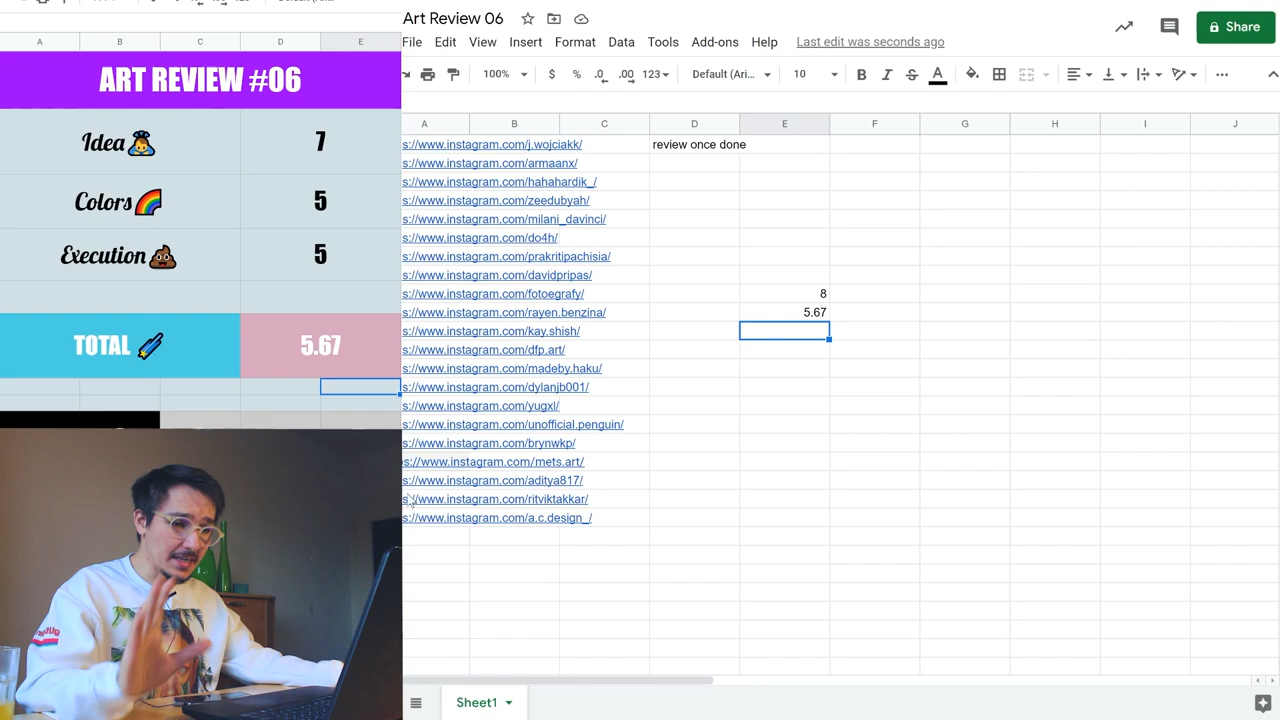 Default (Ari...
A B C D E
ART REVIEW #06
Idea 7
Colors 5
Execution 5
TOTAL 5.67
Art Review 06
Share
File Edit View Insert Format Data Tools Add-ons Help Last edit was seconds ago
100% $ % .0 .00 123 Default (Ari... 10 B I S A
A B C D E F G H I J
s://www.instagram.com/j.wojciakk/ review once done
s://www.instagram.com/armaanx/
s://www.instagram.com/hahahardik_/
s://www.instagram.com/zeedubyah/
s://www.instagram.com/milani_davinci/
s://www.instagram.com/do4h/
s://www.instagram.com/prakritipachisia/
s://www.instagram.com/davidpripas/
s://www.instagram.com/fotoegrafy/ 8
s://www.instagram.com/rayen.benzina/ 5.67
s://www.instagram.com/kay.shish/
s://www.instagram.com/dfp.art/
s://www.instagram.com/madeby.haku/
s://www.instagram.com/dylanjb001/
s://www.instagram.com/yugxl/
s://www.instagram.com/unofficial.penguin/
s://www.instagram.com/brynwkp/
os://www.instagram.com/mets.art/
s://www.instagram.com/aditya817/
s://www.instagram.com/ritviktakkar/
s://www.instagram.com/a.c.design_/
Sheet1